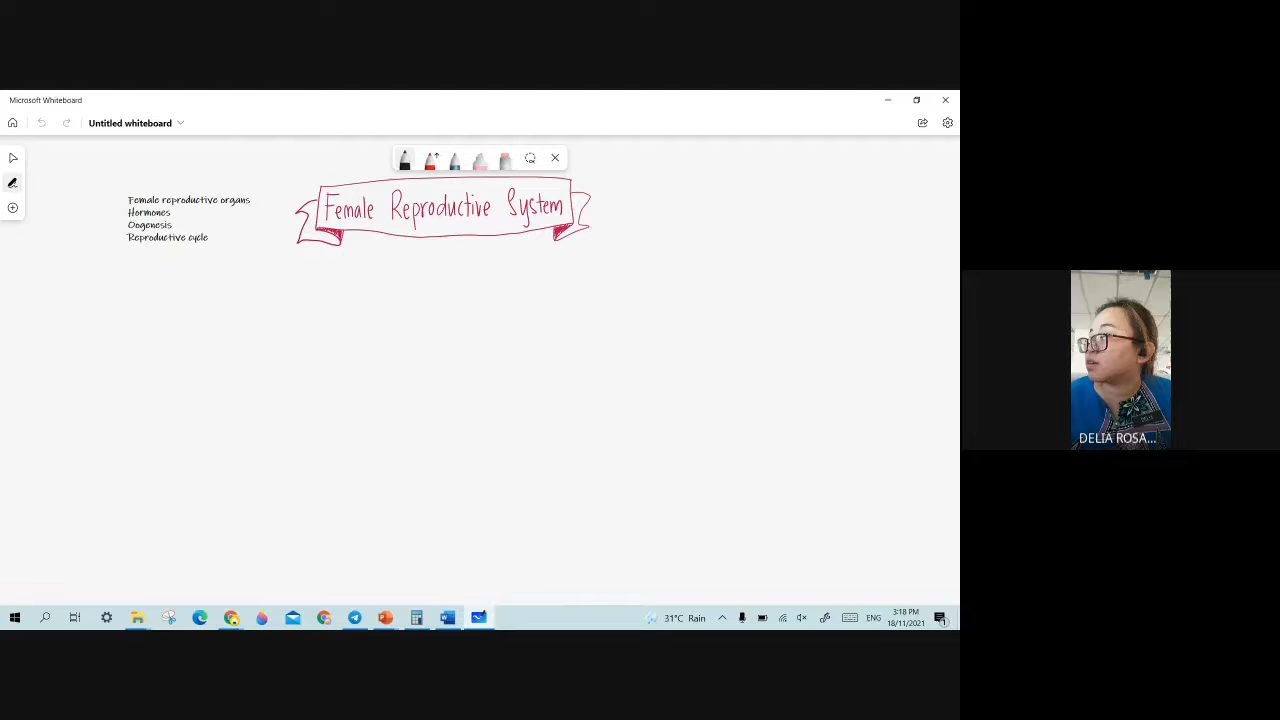 Microsoft Whiteboard
Untitled whiteboard
Female reproductive organs
Hormones
Oogenesis
Reproductive cycle
Female Reproductive System
DELIA ROSA...
31°C Rain
ENG
3:18 PM
18/11/2021